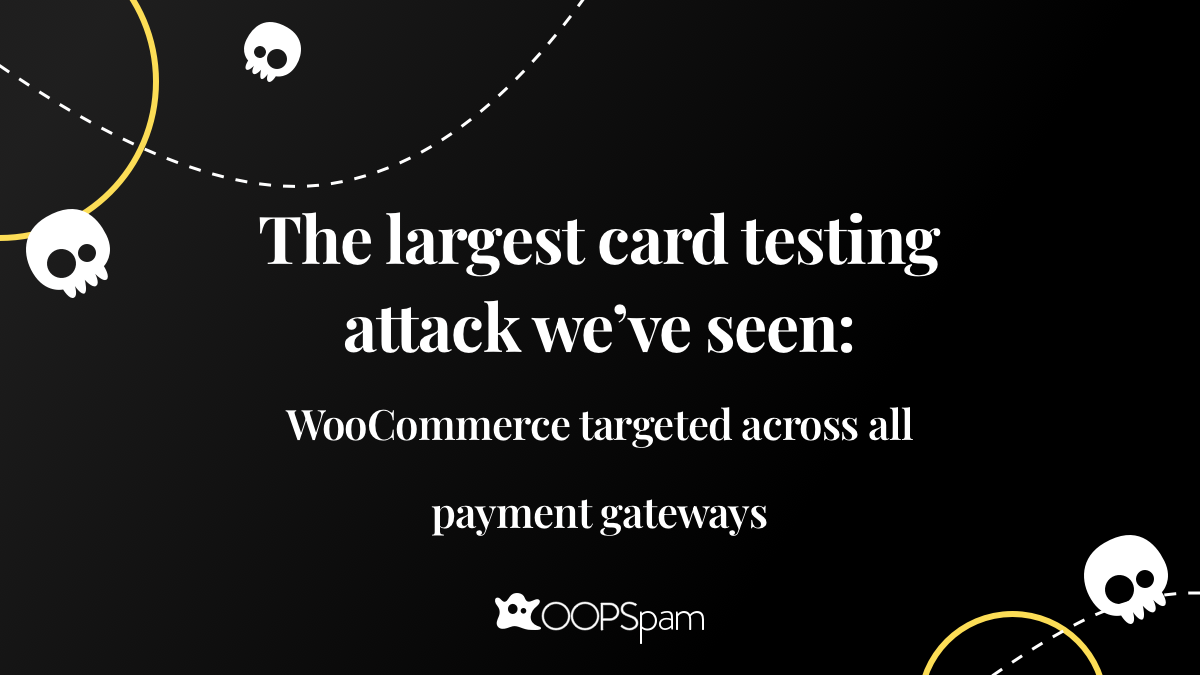 The largest card testing
attack we’ve seen:
WooCommerce targeted across all
payment gateways
OOPSpam